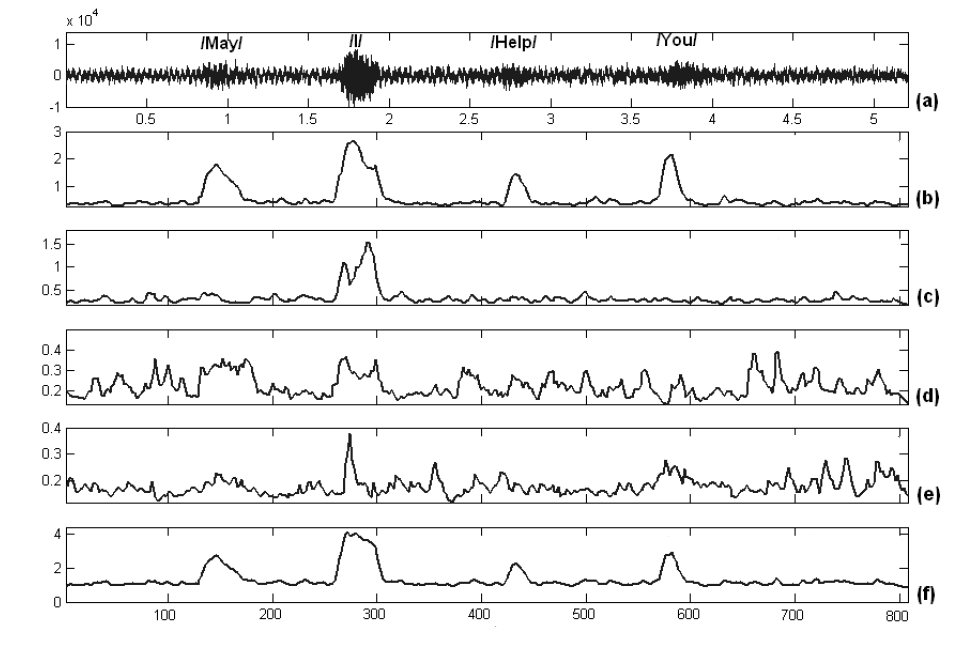 x 10⁴
/May/ /I/ /Help/ /You/
1
0
-1
0.5 1 1.5 2 2.5 3 3.5 4 4.5 5
(a)
3
2
1
(b)
1.5
1
0.5
(c)
0.4
0.3
0.2
(d)
0.4
0.3
0.2
(e)
4
2
0
(f)
100 200 300 400 500 600 700 800